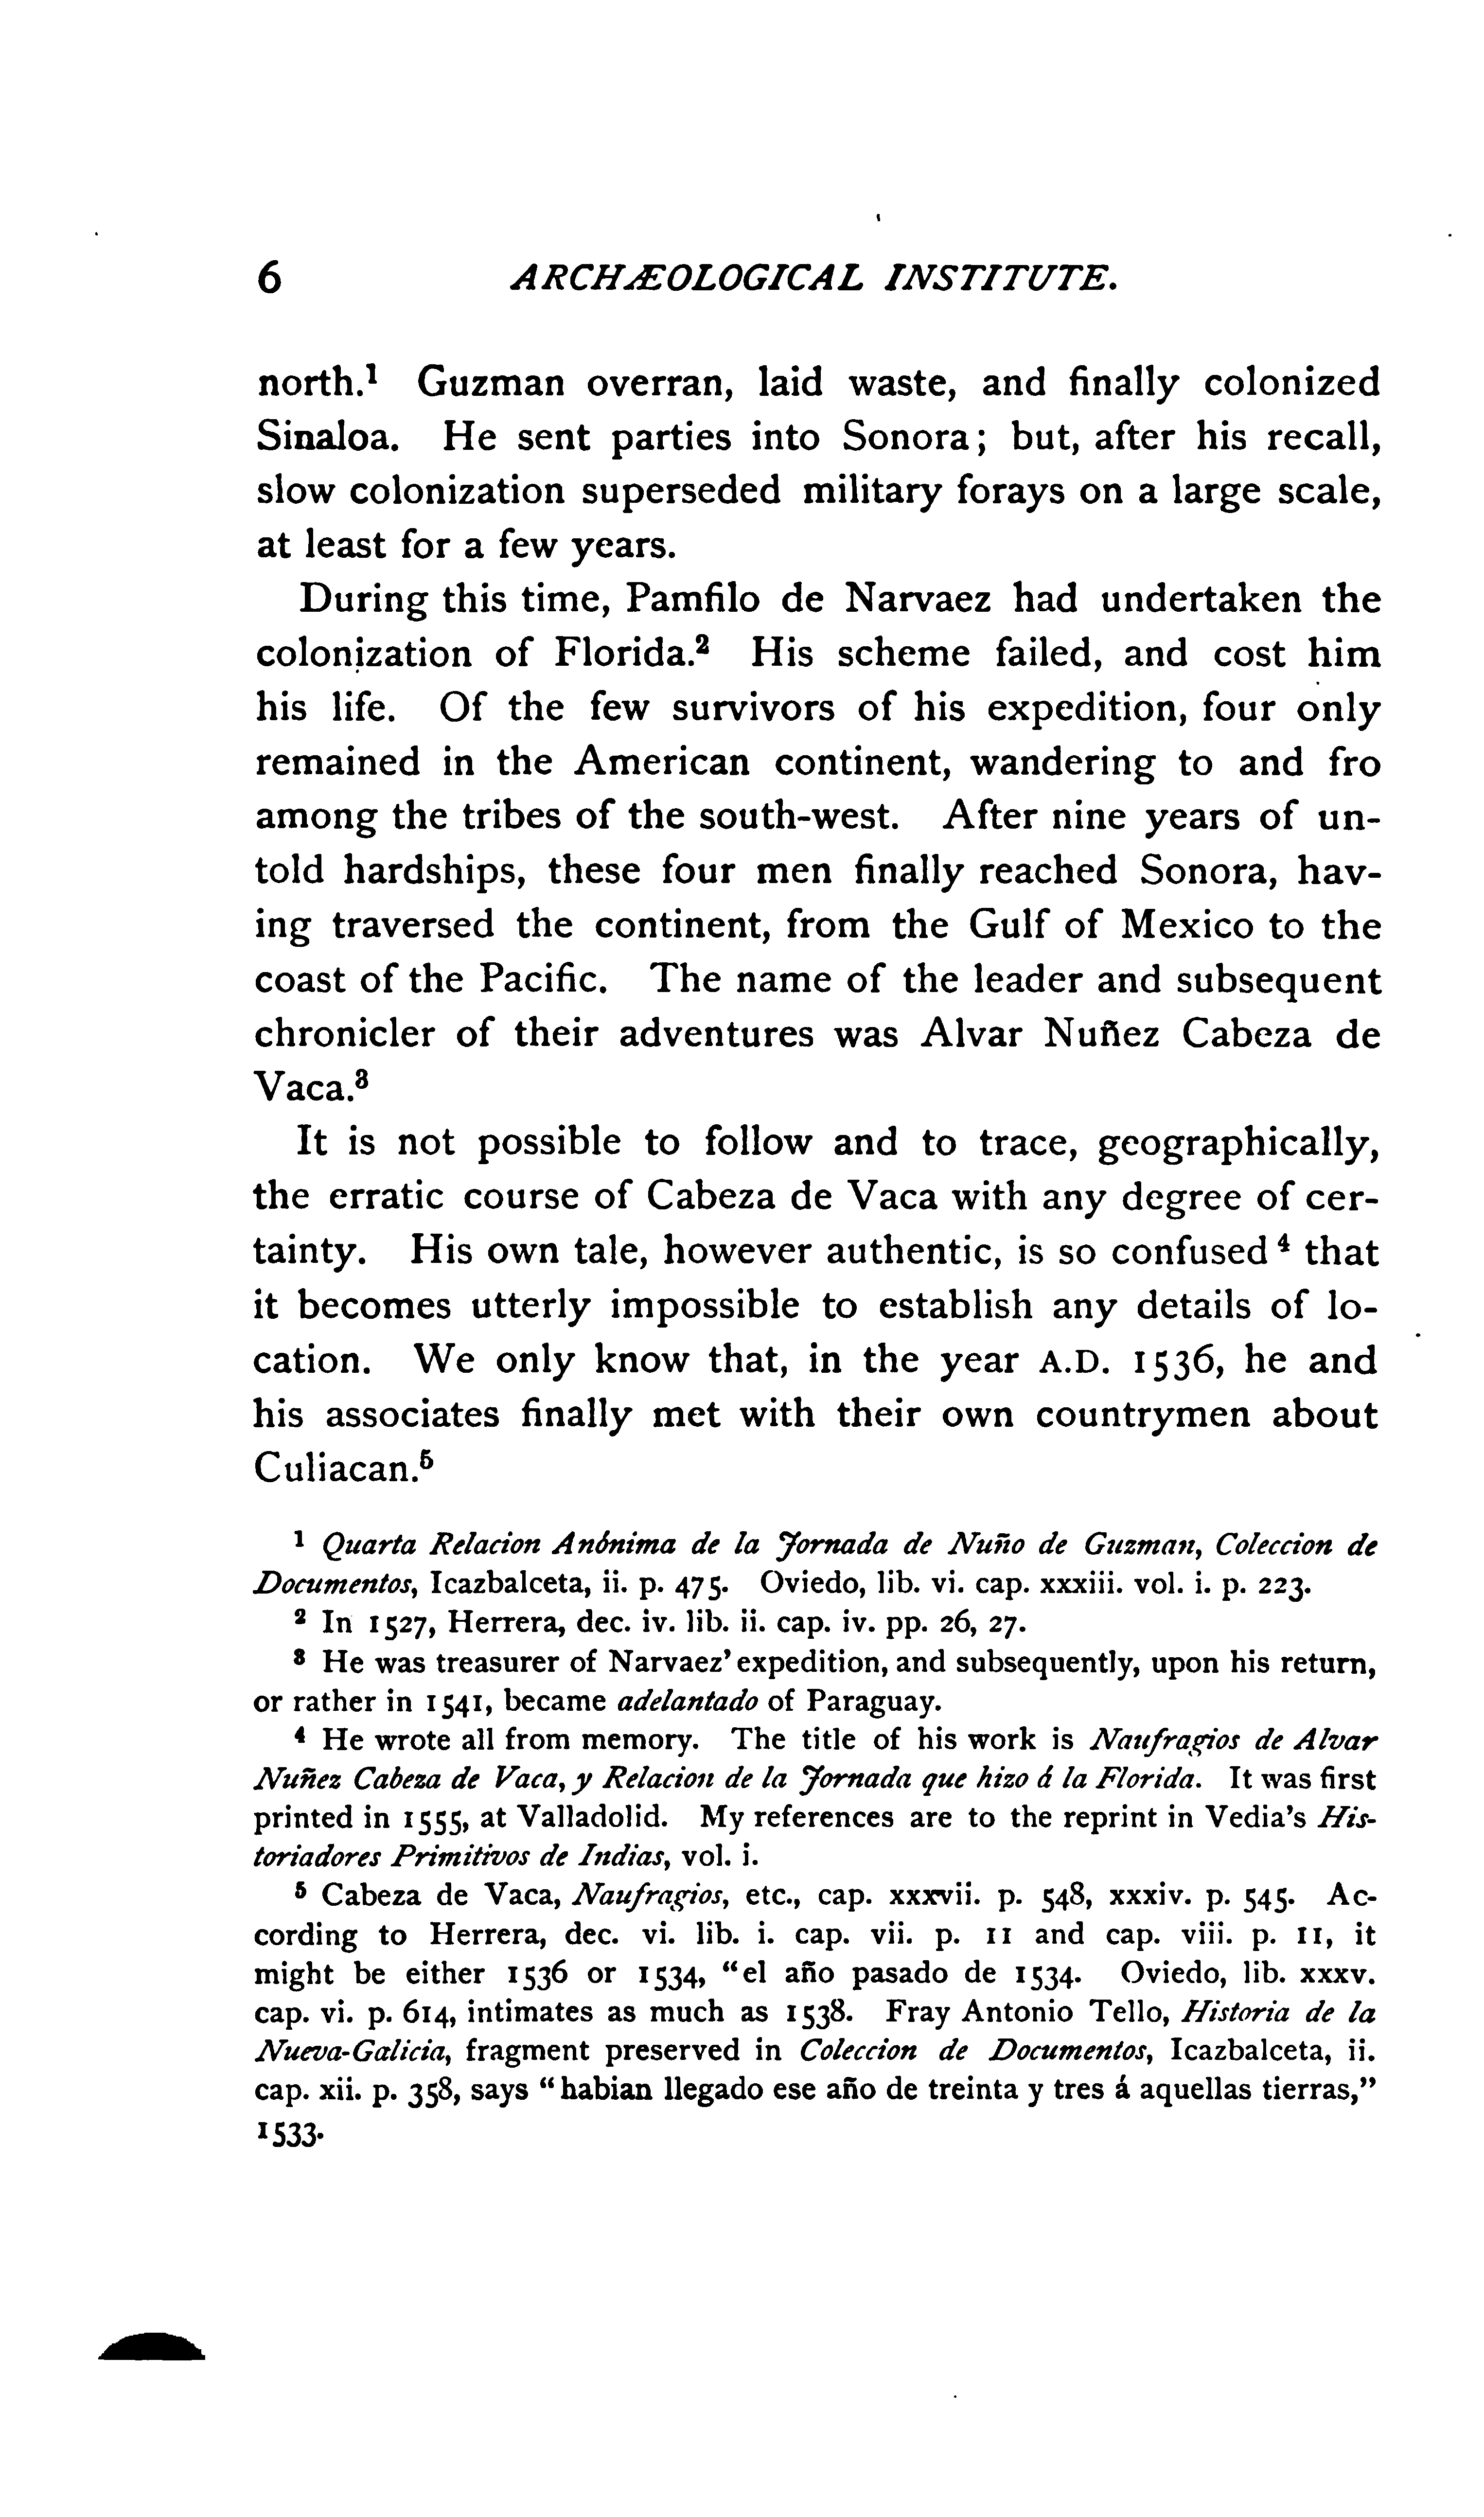 6 ARCHÆOLOGICAL INSTITUTE.
north.¹ Guzman overran, laid waste, and finally colonized
Sinaloa. He sent parties into Sonora; but, after his recall,
slow colonization superseded military forays on a large scale,
at least for a few years.
During this time, Pamfilo de Narvaez had undertaken the
colonization of Florida.² His scheme failed, and cost him
his life. Of the few survivors of his expedition, four only
remained in the American continent, wandering to and fro
among the tribes of the south-west. After nine years of un-
told hardships, these four men finally reached Sonora, hav-
ing traversed the continent, from the Gulf of Mexico to the
coast of the Pacific. The name of the leader and subsequent
chronicler of their adventures was Alvar Nuñez Cabeza de
Vaca.³
It is not possible to follow and to trace, geographically,
the erratic course of Cabeza de Vaca with any degree of cer-
tainty. His own tale, however authentic, is so confused ⁴ that
it becomes utterly impossible to establish any details of lo-
cation. We only know that, in the year A.D. 1536, he and
his associates finally met with their own countrymen about
Culiacan.⁵
¹ Quarta Relacion Anónima de la Jornada de Nuño de Guzman, Coleccion de
Documentos, Icazbalceta, ii. p. 475. Oviedo, lib. vi. cap. xxxiii. vol. i. p. 223.
² In 1527, Herrera, dec. iv. lib. ii. cap. iv. pp. 26, 27.
³ He was treasurer of Narvaez' expedition, and subsequently, upon his return,
or rather in 1541, became adelantado of Paraguay.
⁴ He wrote all from memory. The title of his work is Naufragios de Alvar
Nuñez Cabeza de Vaca, y Relacion de la Jornada que hizo á la Florida. It was first
printed in 1555, at Valladolid. My references are to the reprint in Vedia's His-
toriadores Primitivos de Indias, vol. i.
⁵ Cabeza de Vaca, Naufragios, etc., cap. xxxvii. p. 548, xxxiv. p. 545. Ac-
cording to Herrera, dec. vi. lib. i. cap. vii. p. 11 and cap. viii. p. 11, it
might be either 1536 or 1534, "el año pasado de 1534. Oviedo, lib. xxxv.
cap. vi. p. 614, intimates as much as 1538. Fray Antonio Tello, Historia de la
Nueva-Galicia, fragment preserved in Coleccion de Documentos, Icazbalceta, ii.
cap. xii. p. 358, says "habian llegado ese año de treinta y tres á aquellas tierras,"
1533.